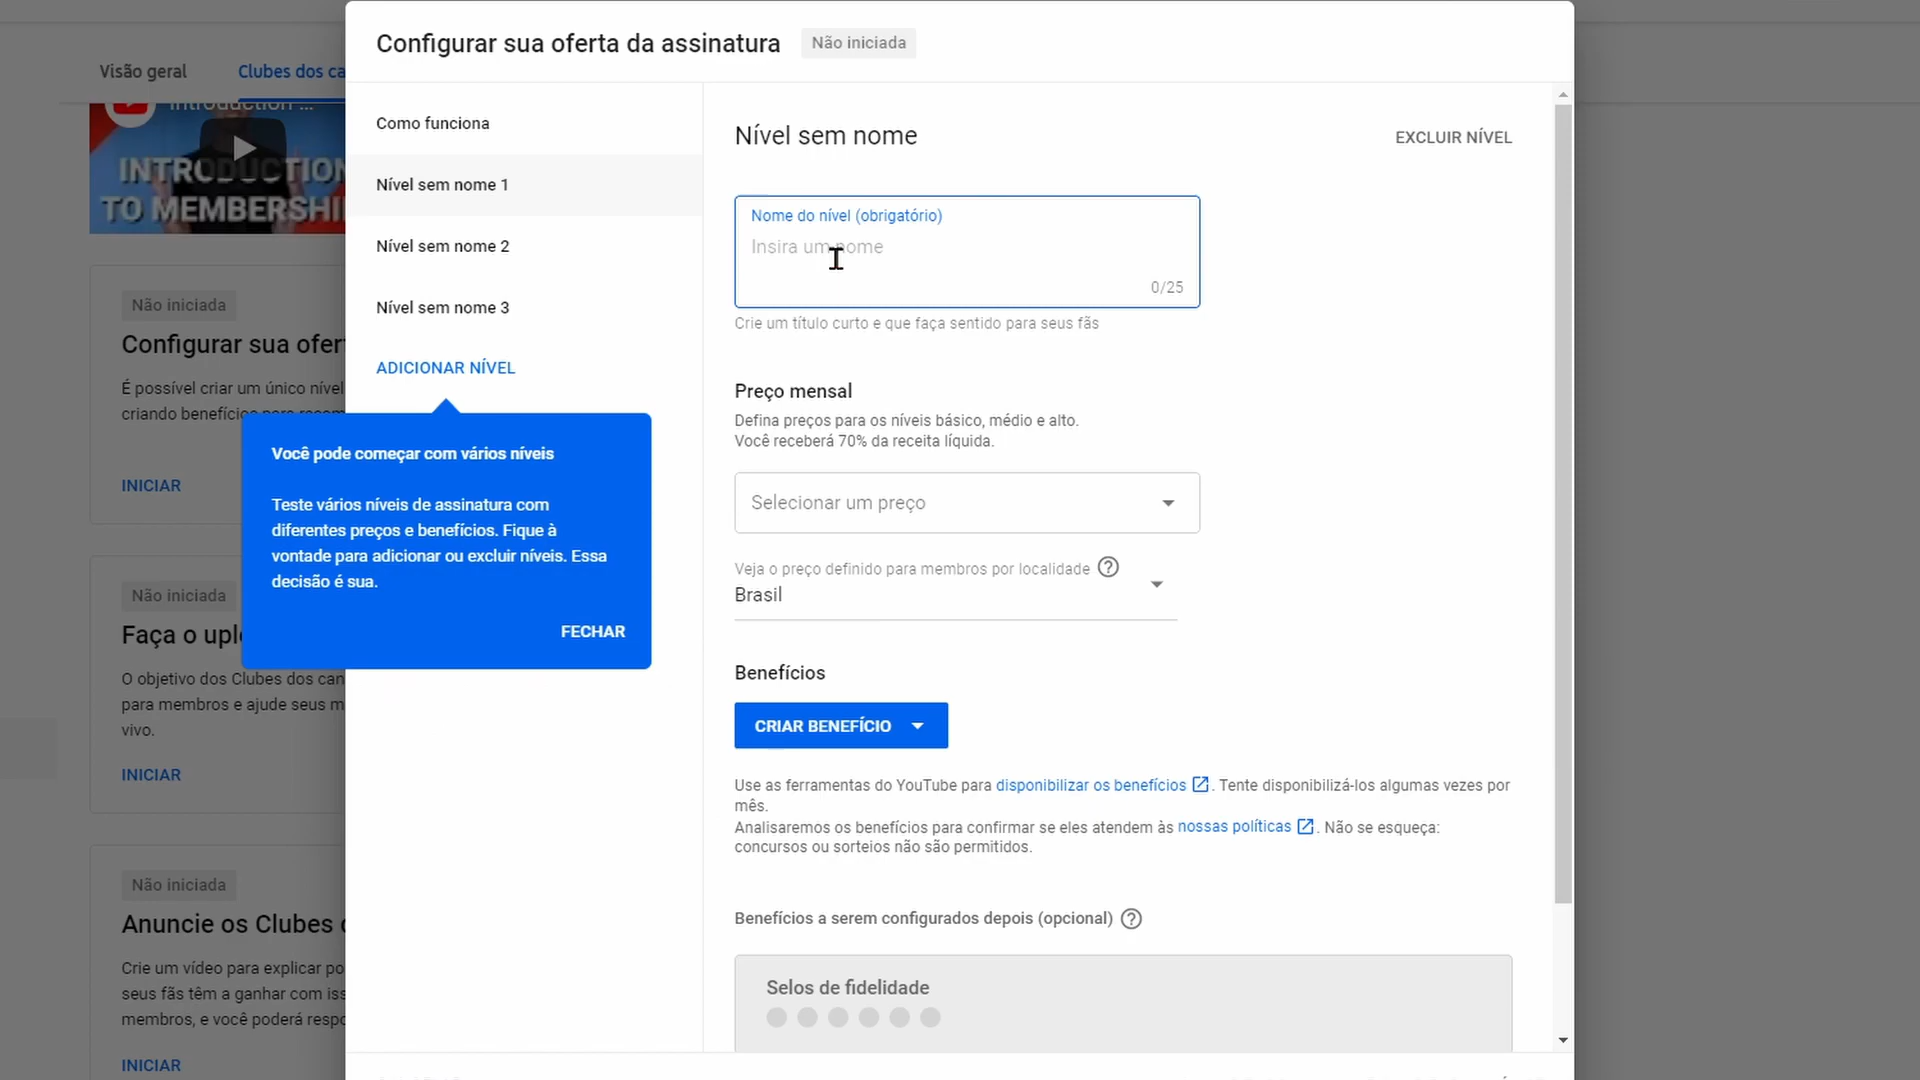 Configurar sua oferta da assinatura
Não iniciada
Visão geral
Clubes dos ca
Introduction ...
INTRODUCTION
TO MEMBERSHI
Não iniciada
Configurar sua ofer
É possível criar um único nível
criando benefícios para recom
INICIAR
Não iniciada
Faça o uplo
O objetivo dos Clubes dos can
para membros e ajude seus m
vivo.
INICIAR
Não iniciada
Anuncie os Clubes d
Crie um vídeo para explicar po
seus fãs têm a ganhar com iss
membros, e você poderá respo
INICIAR
Como funciona
Nível sem nome 1
Nível sem nome 2
Nível sem nome 3
ADICIONAR NÍVEL
Você pode começar com vários níveis
Teste vários níveis de assinatura com
diferentes preços e benefícios. Fique à
vontade para adicionar ou excluir níveis. Essa
decisão é sua.
FECHAR
Nível sem nome
EXCLUIR NÍVEL
Nome do nível (obrigatório)
Insira um nome
0/25
Crie um título curto e que faça sentido para seus fãs
Preço mensal
Defina preços para os níveis básico, médio e alto.
Você receberá 70% da receita líquida.
Selecionar um preço
Veja o preço definido para membros por localidade
Brasil
Benefícios
CRIAR BENEFÍCIO
Use as ferramentas do YouTube para disponibilizar os benefícios . Tente disponibilizá-los algumas vezes por
mês.
Analisaremos os benefícios para confirmar se eles atendem às nossas políticas . Não se esqueça:
concursos ou sorteios não são permitidos.
Benefícios a serem configurados depois (opcional)
Selos de fidelidade